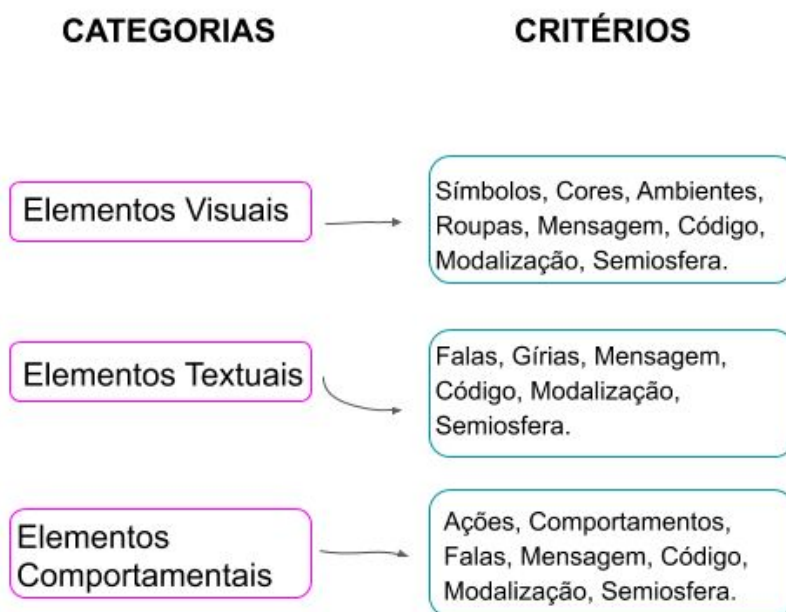 CATEGORIAS
CRITÉRIOS
Elementos Visuais
Símbolos, Cores, Ambientes,
Roupas, Mensagem, Código,
Modalização, Semiosfera.
Elementos Textuais
Falas, Gírias, Mensagem,
Código, Modalização,
Semiosfera.
Elementos
Comportamentais
Ações, Comportamentos,
Falas, Mensagem, Código,
Modalização, Semiosfera.